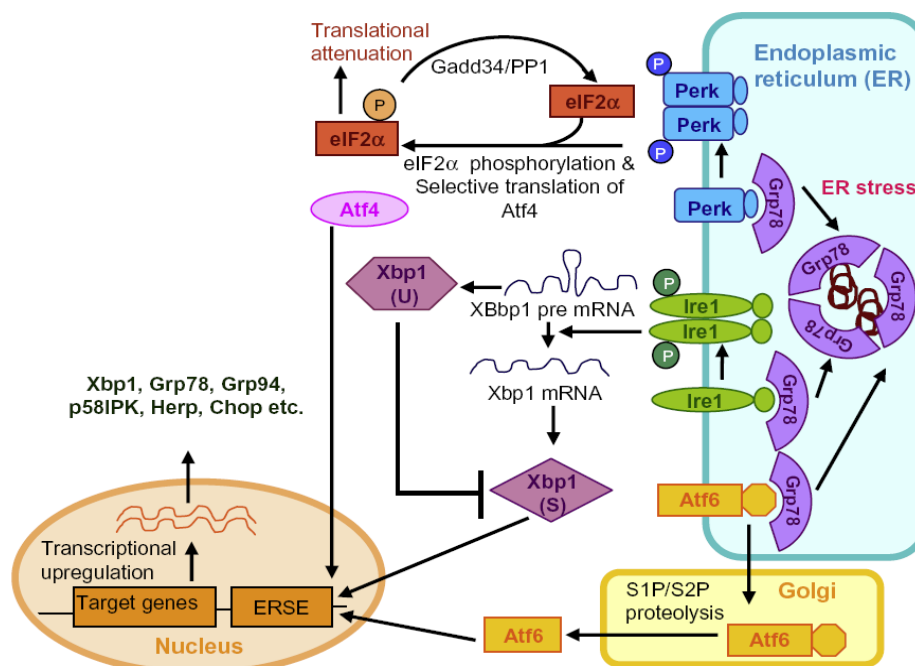 Translational
attenuation
Gadd34/PP1
P
eIF2α
eIF2α
eIF2α phosphorylation &
Selective translation of
Atf4
P
Perk
Perk
P
Endoplasmic
reticulum (ER)
Perk
Grp78
ER stress
Grp78
Grp78
Grp78
Atf4
Xbp1
(U)
XBbp1 pre mRNA
P
Ire1
Ire1
P
Xbp1 mRNA
Ire1
Grp78
Xbp1, Grp78, Grp94,
p58IPK, Herp, Chop etc.
Xbp1
(S)
Atf6
Grp78
Transcriptional
upregulation
Target genes
ERSE
Nucleus
Atf6
S1P/S2P
proteolysis
Golgi
Atf6